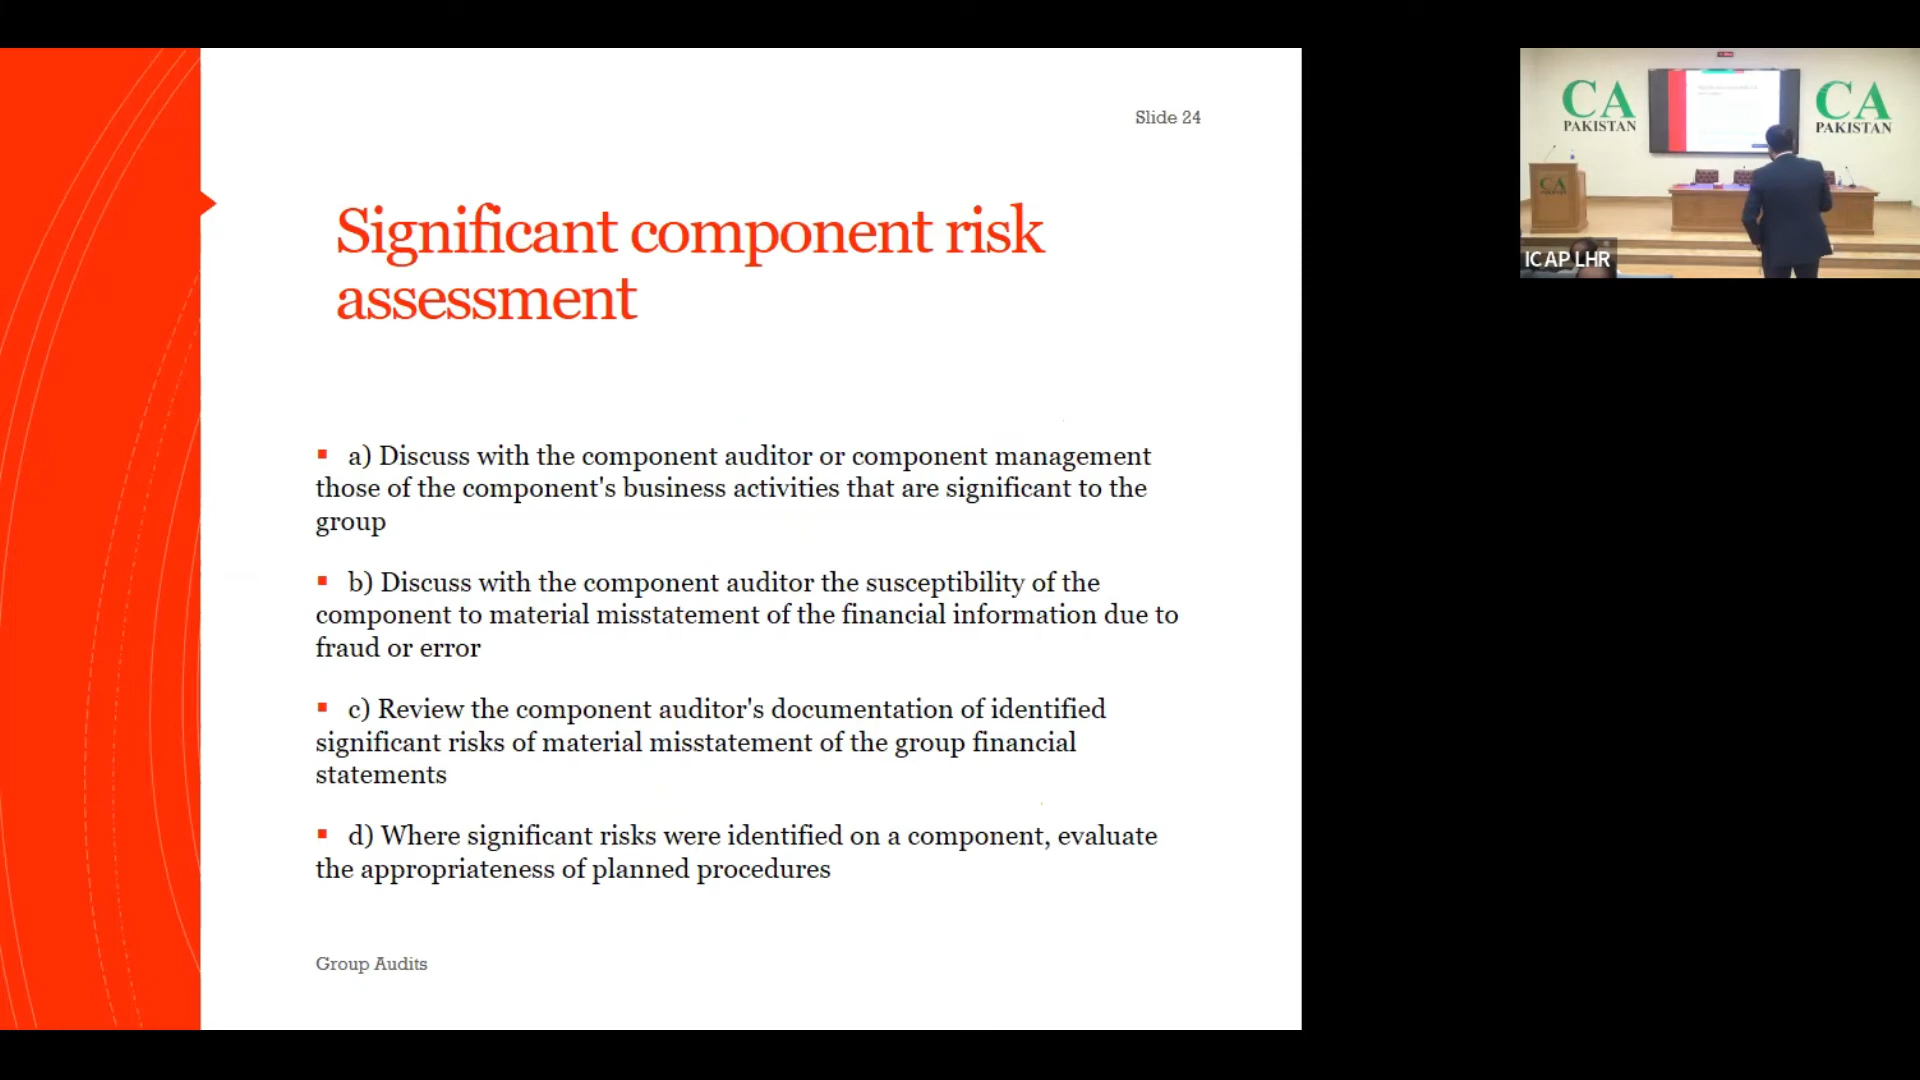 Slide 24
Significant component risk
assessment
▪ a) Discuss with the component auditor or component management
those of the component's business activities that are significant to the
group
▪ b) Discuss with the component auditor the susceptibility of the
component to material misstatement of the financial information due to
fraud or error
▪ c) Review the component auditor's documentation of identified
significant risks of material misstatement of the group financial
statements
▪ d) Where significant risks were identified on a component, evaluate
the appropriateness of planned procedures
Group Audits
CA
PAKISTAN
CA
PAKISTAN
CA
ICAP LHR